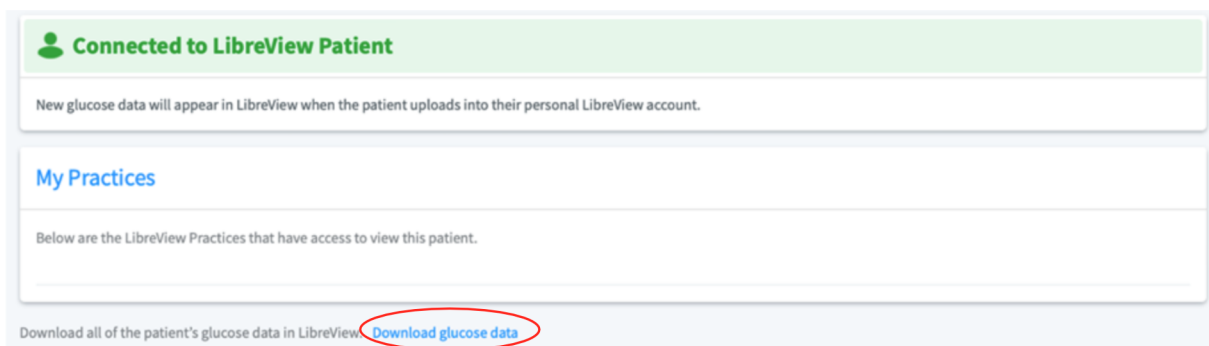 Connected to LibreView Patient
New glucose data will appear in LibreView when the patient uploads into their personal LibreView account.
My Practices
Below are the LibreView Practices that have access to view this patient.
Download all of the patient's glucose data in LibreView. Download glucose data